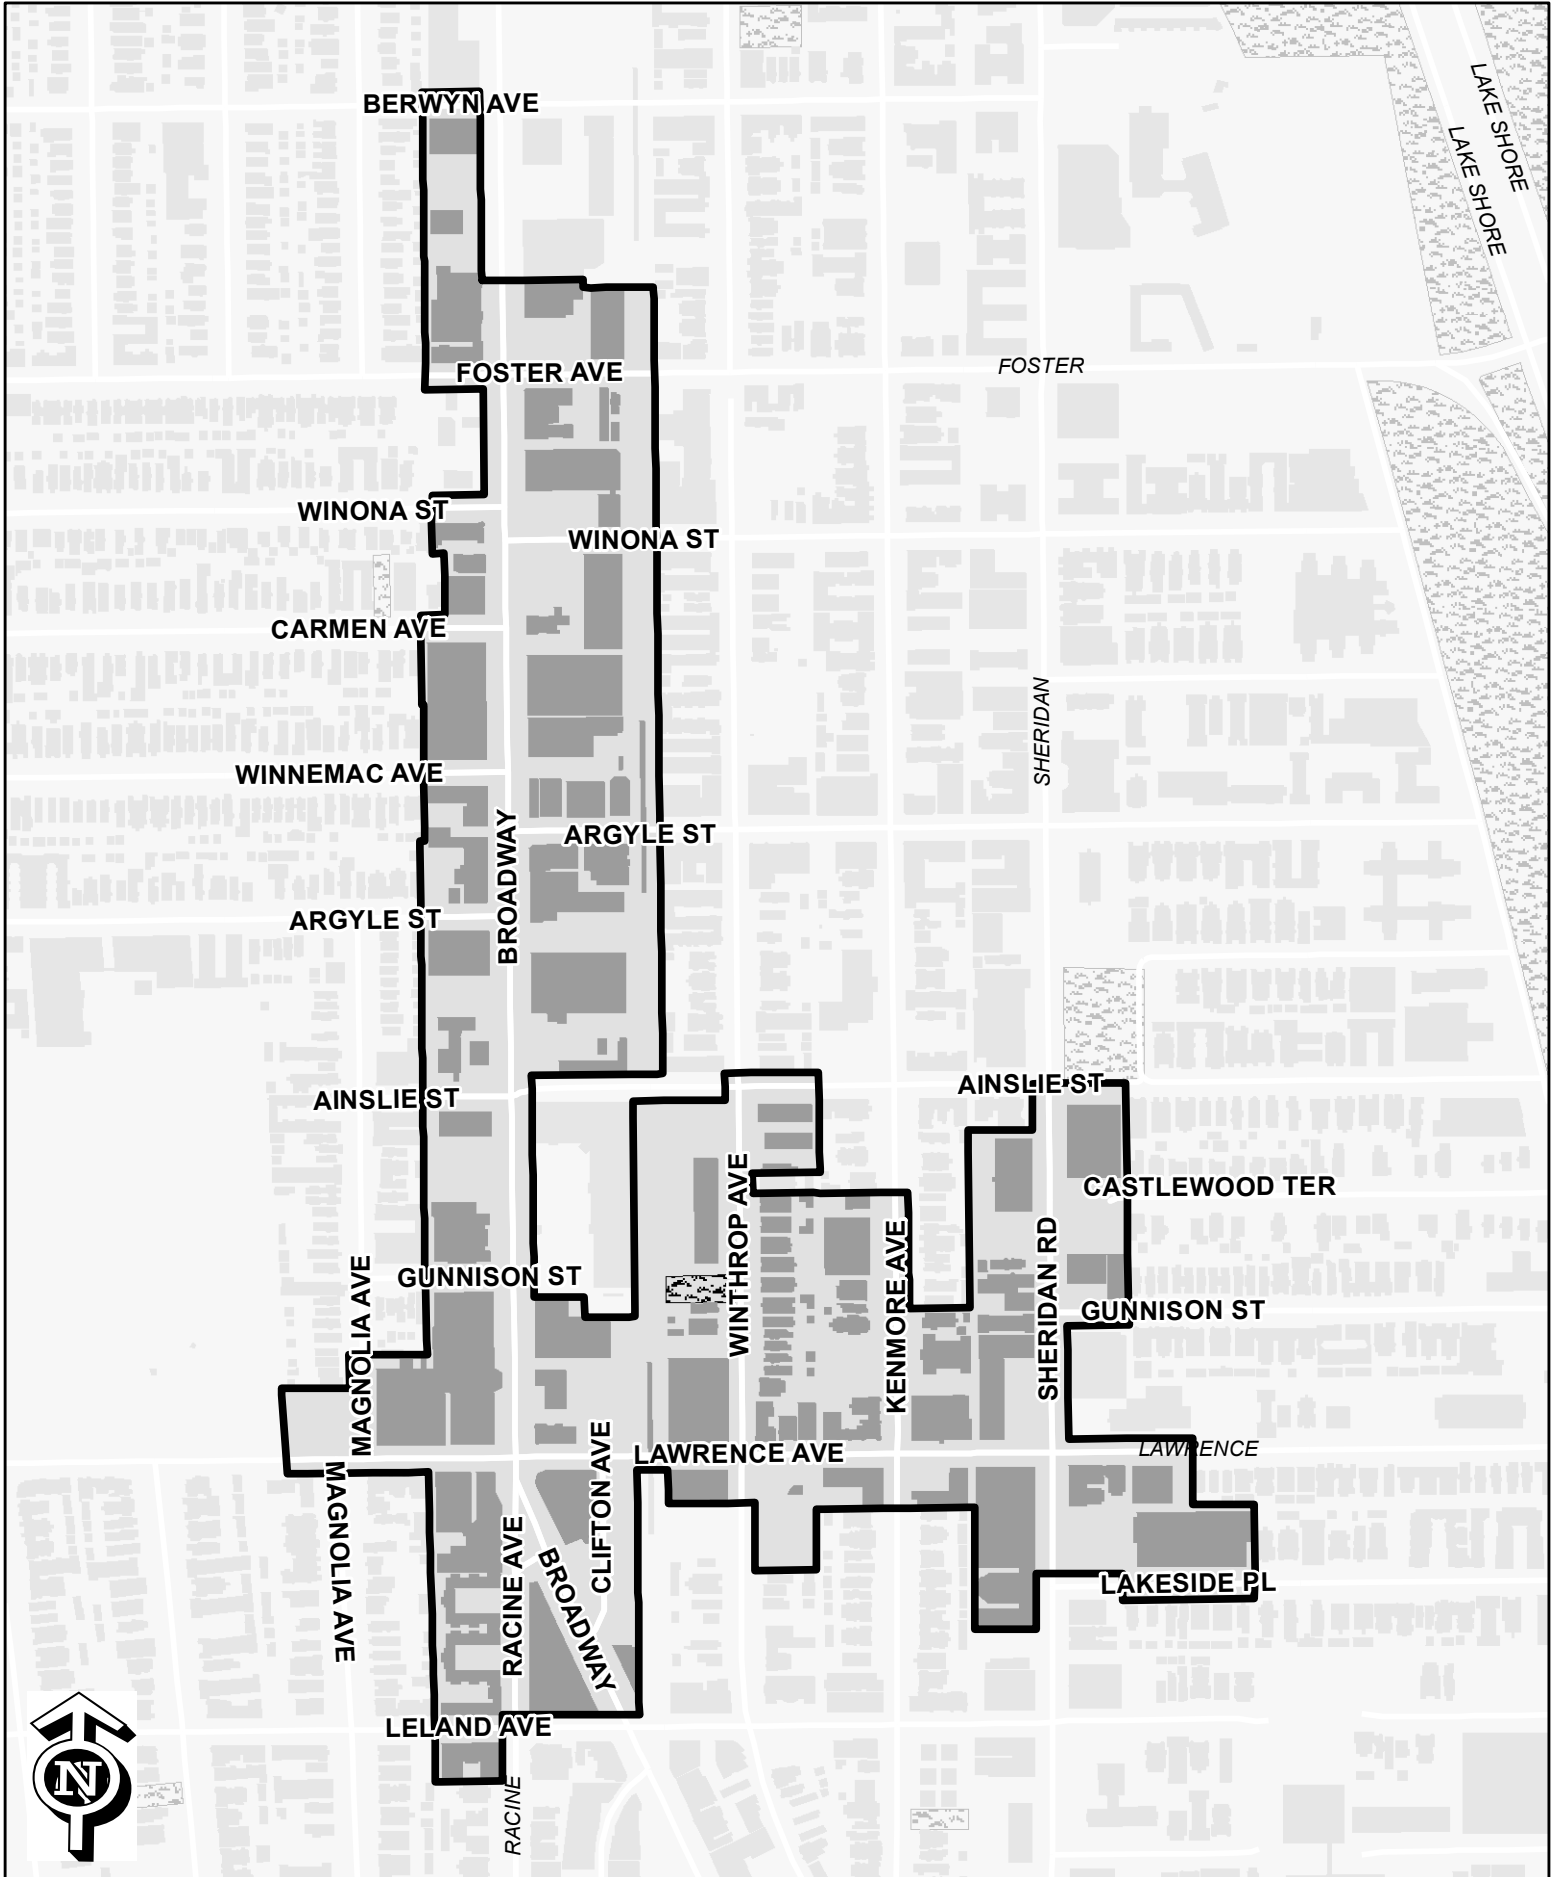 LAKE SHORE
LAKE SHORE
BERWYN AVE
FOSTER AVE
FOSTER
WINONA ST
WINONA ST
CARMEN AVE
SHERIDAN
WINNEMAC AVE
BROADWAY
ARGYLE ST
ARGYLE ST
AINSLIE ST
AINSLIE ST
CASTLEWOOD TER
WINTHROP AVE
KENMORE AVE
SHERIDAN RD
MAGNOLIA AVE
GUNNISON ST
GUNNISON ST
LAWRENCE AVE
LAWRENCE
CLIFTON AVE
MAGNOLIA AVE
RACINE AVE
BROADWAY
LAKESIDE PL
LELAND AVE
N
RACINE